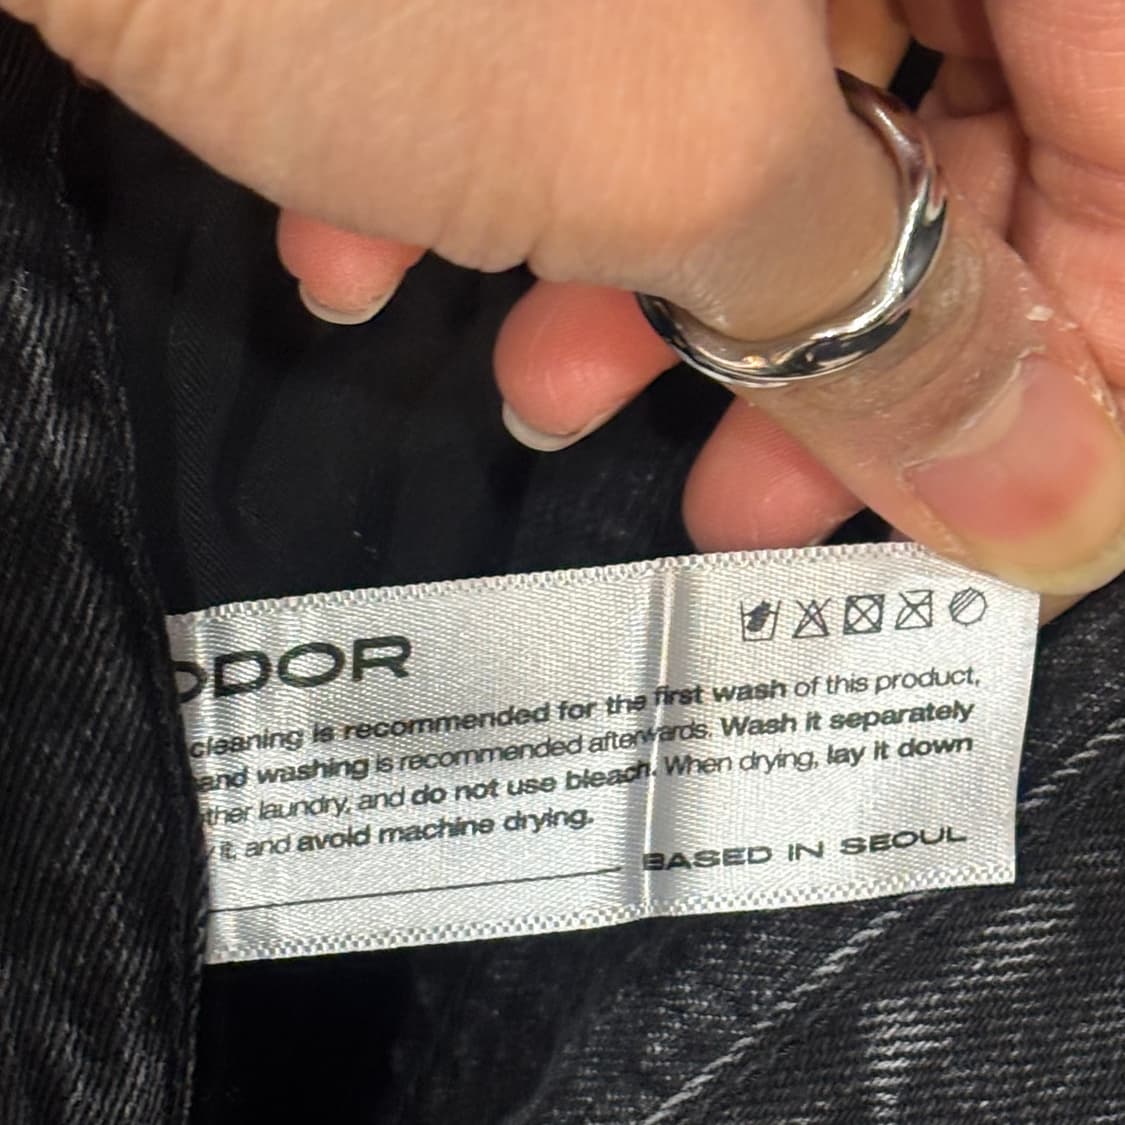 DOR
cleaning is recommended for the first wash of this product,
and washing is recommended afterwards. Wash it separately
ther laundry, and do not use bleach. When drying, lay it down
it, and avoid machine drying.
BASED IN SEOUL